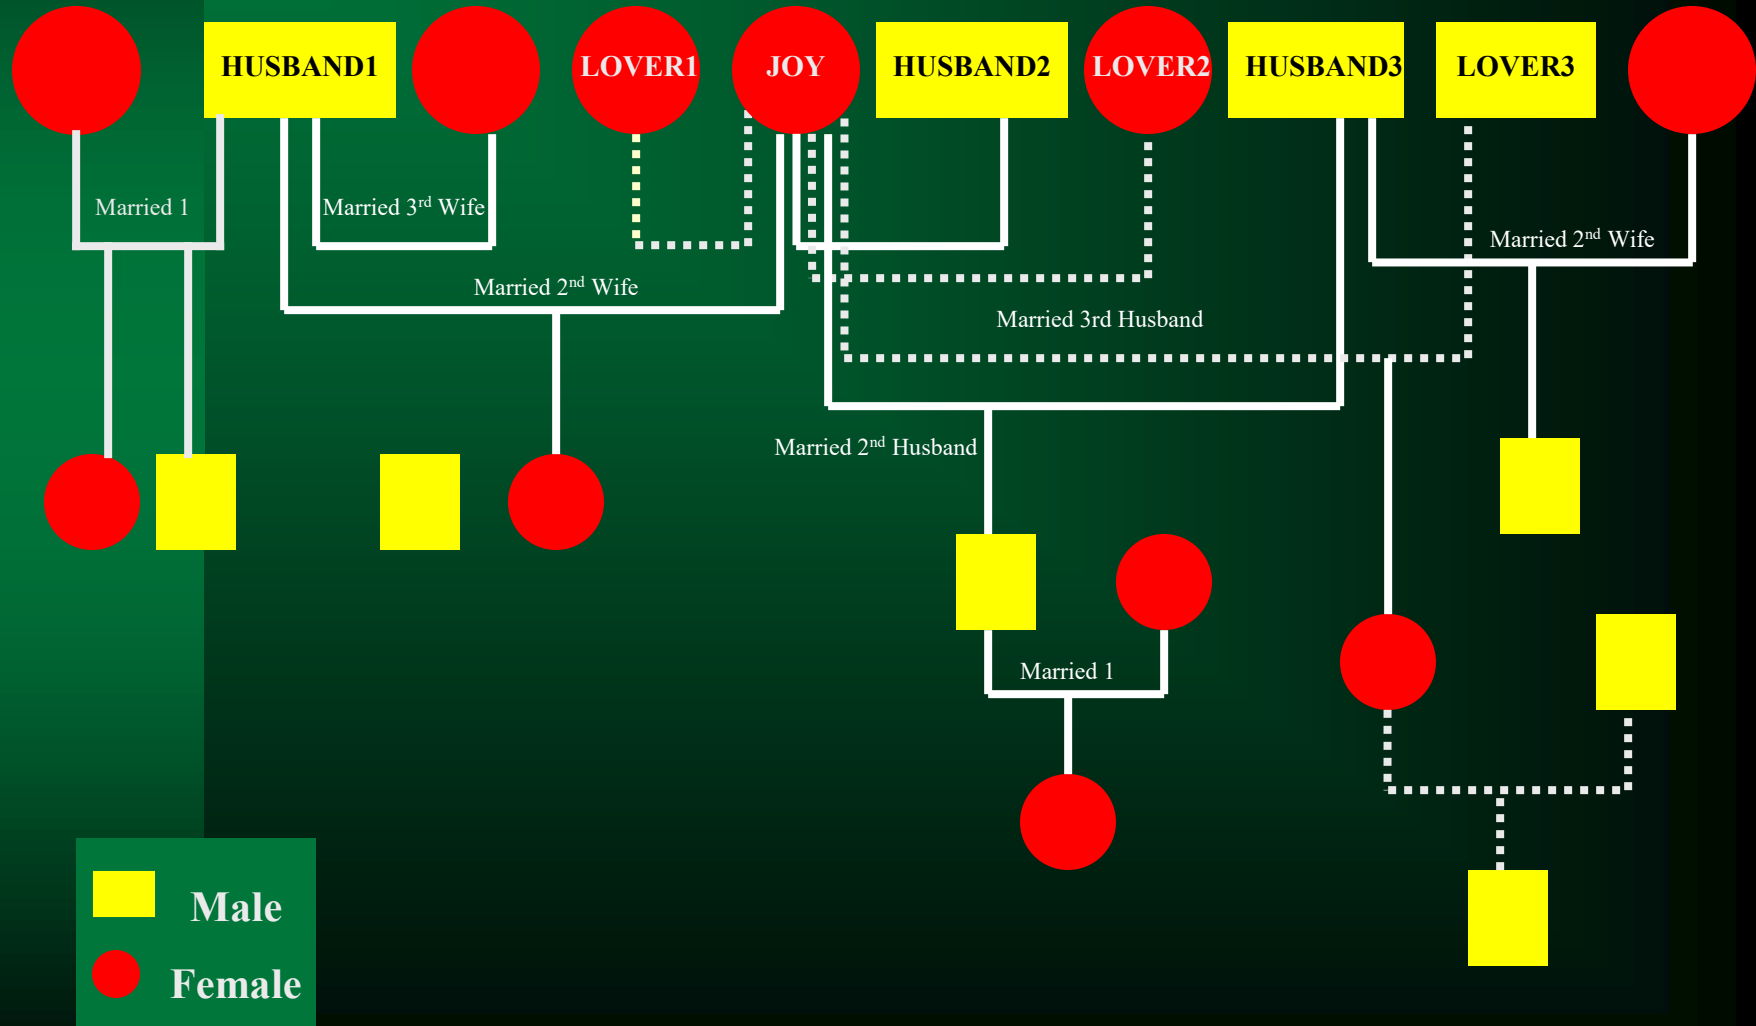 HUSBAND1
LOVER1
JOY
HUSBAND2
LOVER2
HUSBAND3
LOVER3
Married 1
Married 3rd Wife
Married 2nd Wife
Married 2nd Wife
Married 3rd Husband
Married 2nd Husband
Married 1
Male
Female